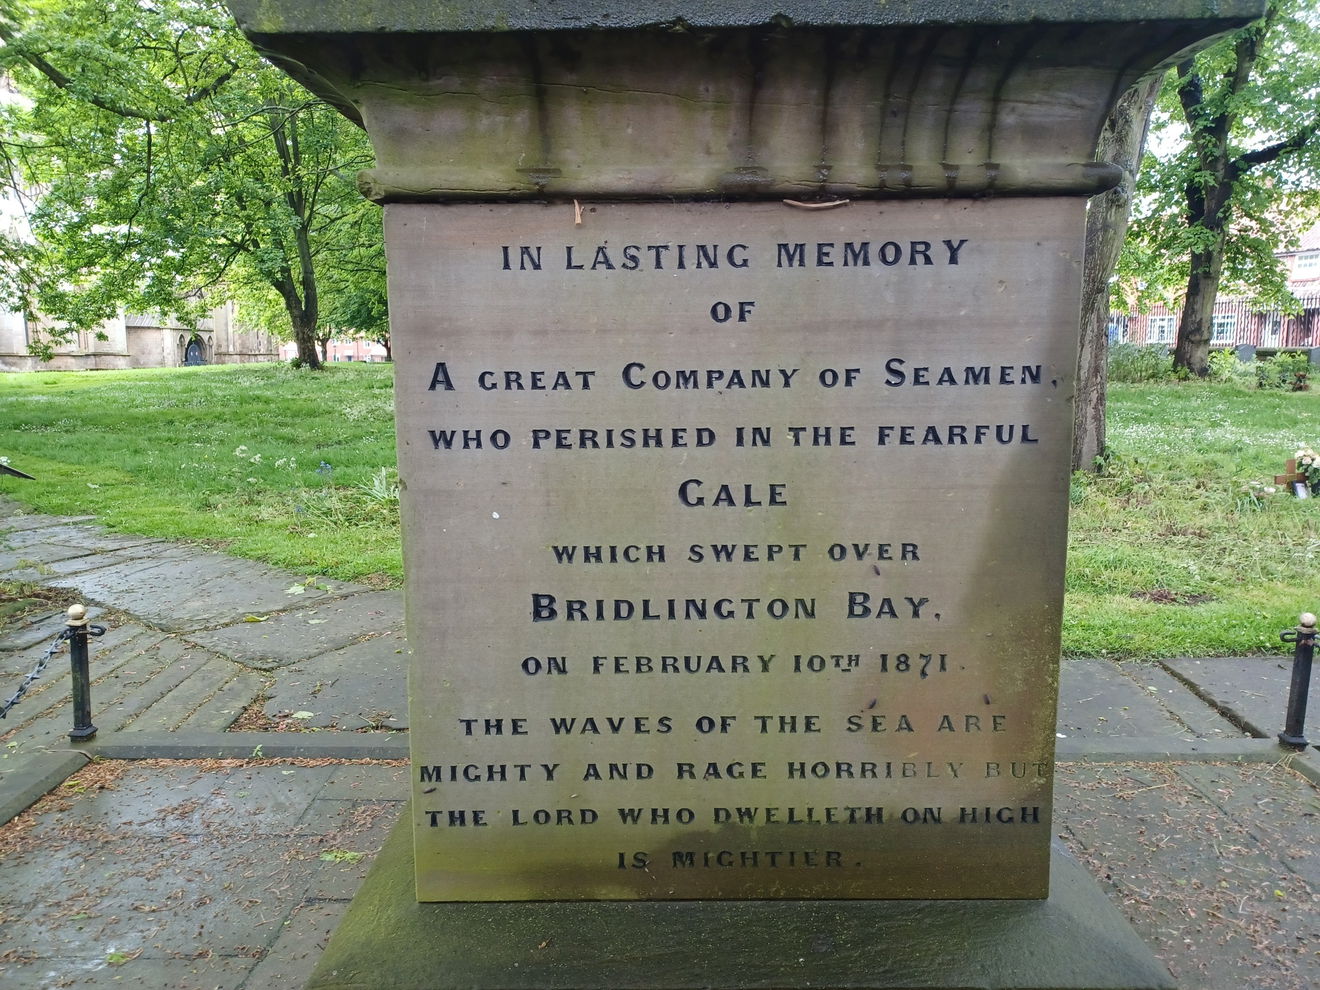 IN LASTING MEMORY
OF
A GREAT COMPANY OF SEAMEN,
WHO PERISHED IN THE FEARFUL
GALE
WHICH SWEPT OVER
BRIDLINGTON BAY,
ON FEBRUARY 10TH 1871.
THE WAVES OF THE SEA ARE
MIGHTY AND RAGE HORRIBLY BUT
THE LORD WHO DWELLETH ON HIGH
IS MIGHTIER.